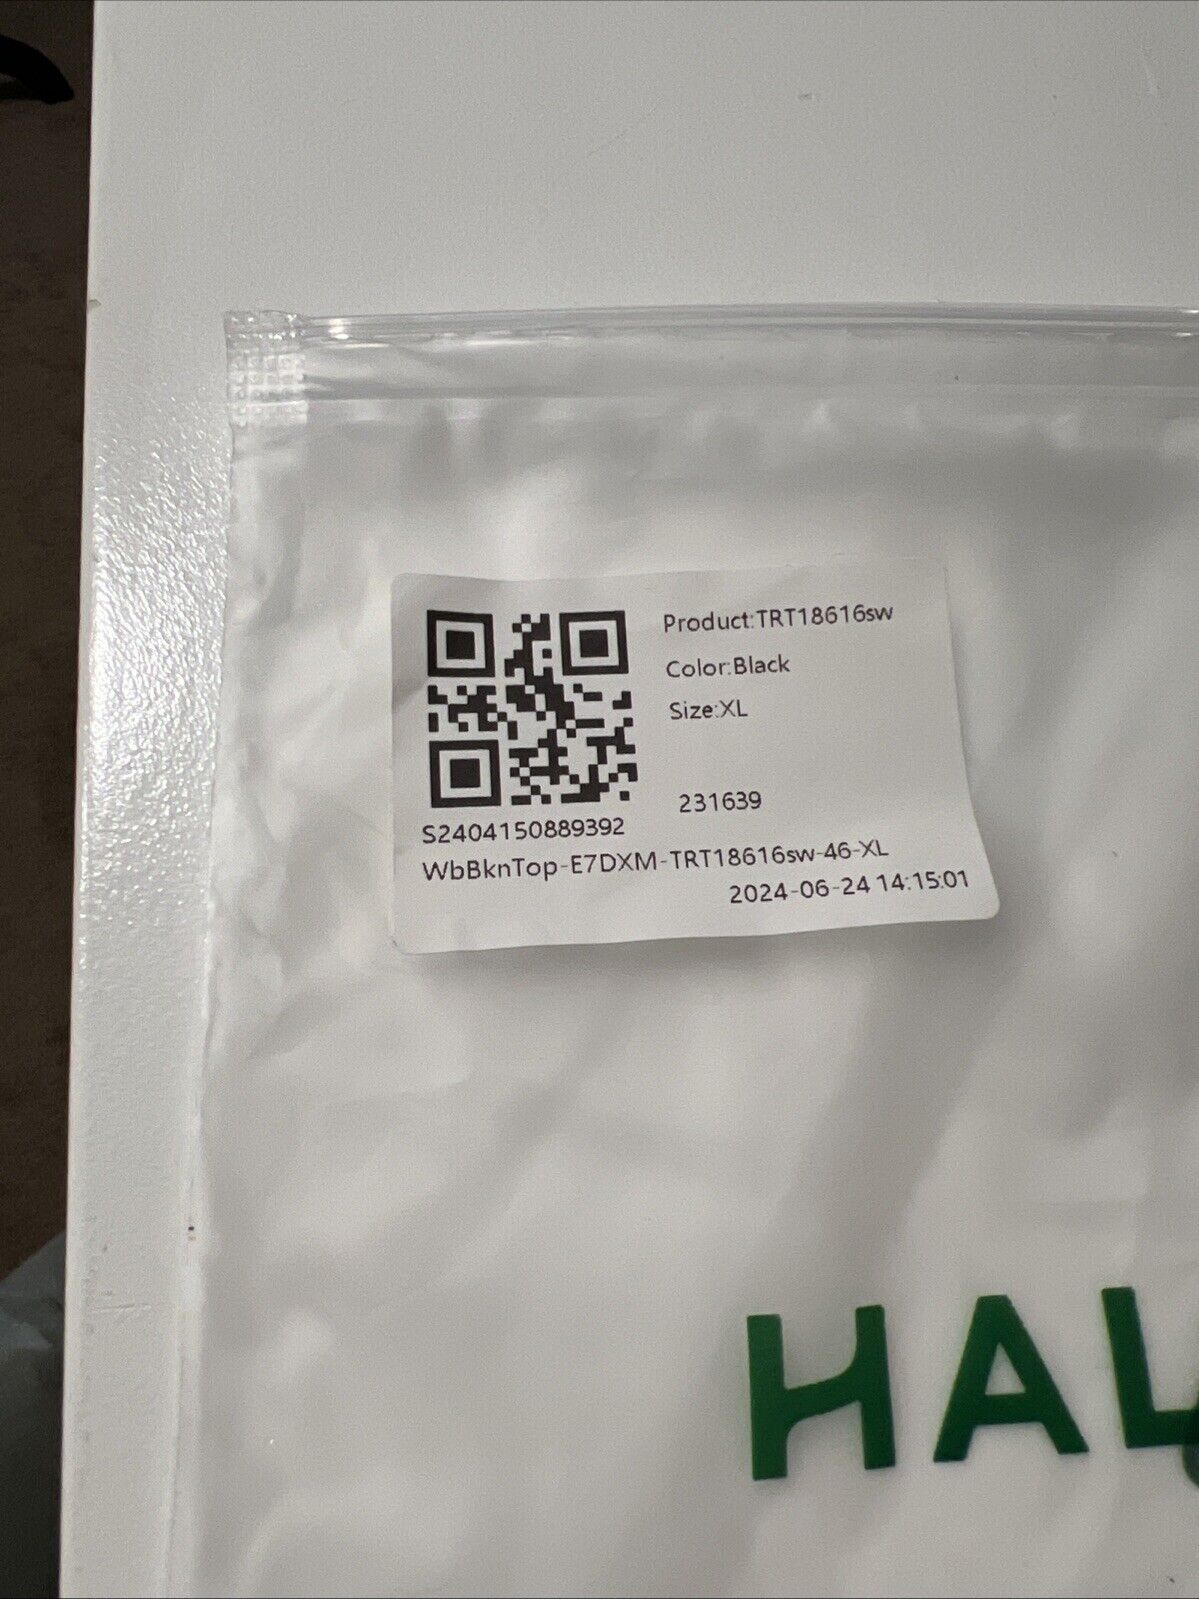 Product:TRT18616sw
Color:Black
Size:XL
231639
S2404150889392
WbBknTop-E7DXM-TRT18616sw-46-XL
2024-06-24 14:15:01
HAL